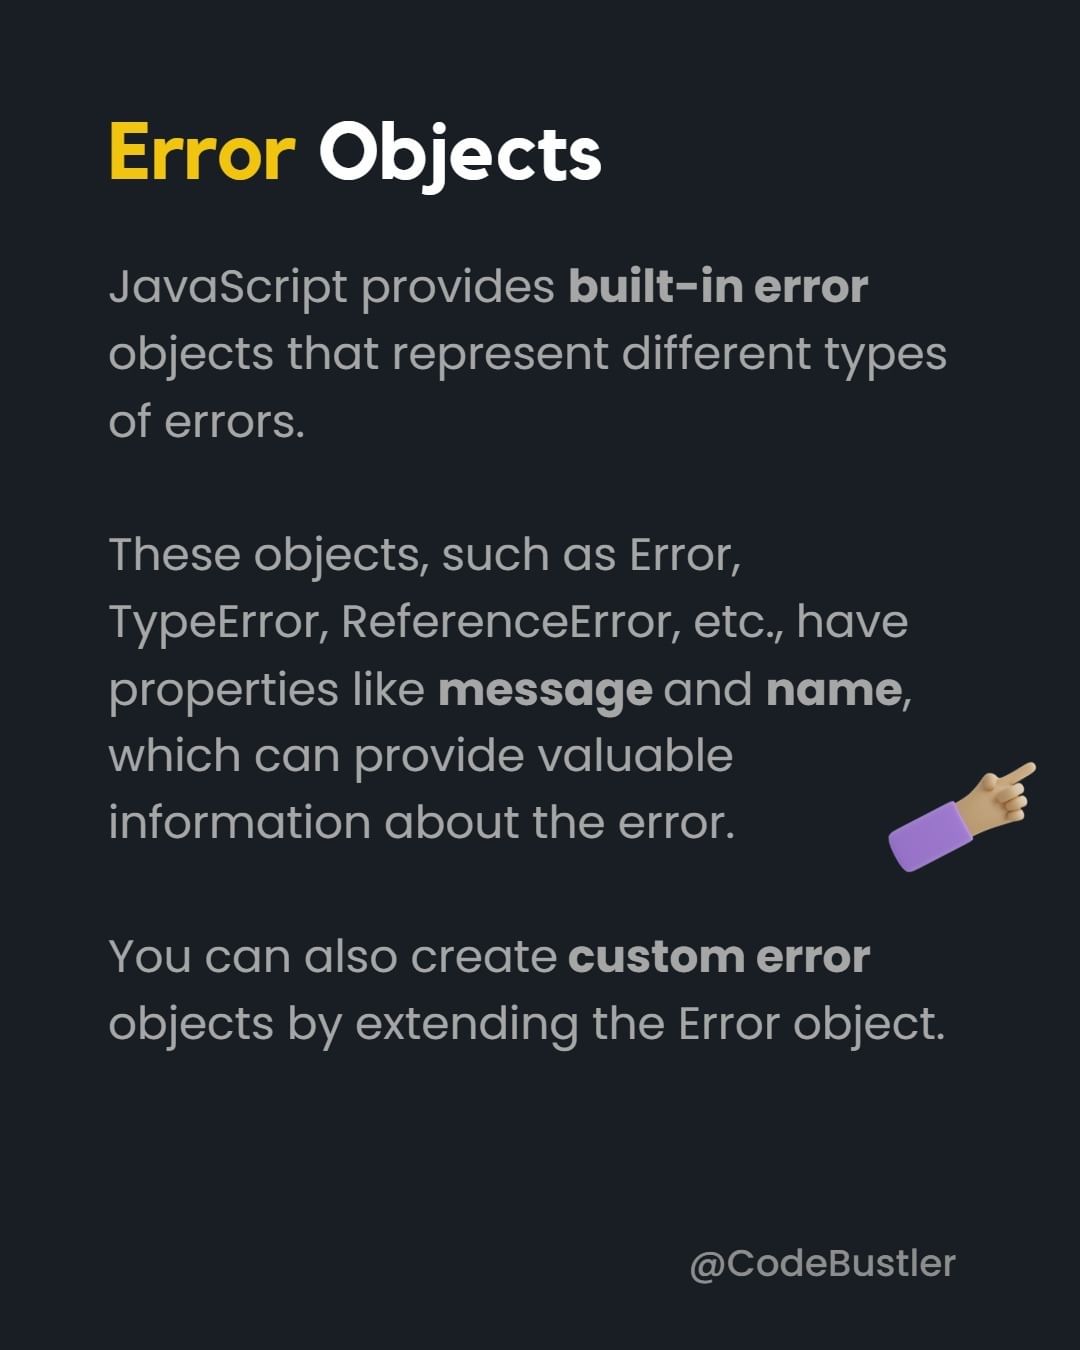 Error Objects
JavaScript provides built-in error
objects that represent different types
of errors.
These objects, such as Error,
TypeError, ReferenceError, etc., have
properties like message and name,
which can provide valuable
information about the error.
You can also create custom error
objects by extending the Error object.
@CodeBustler